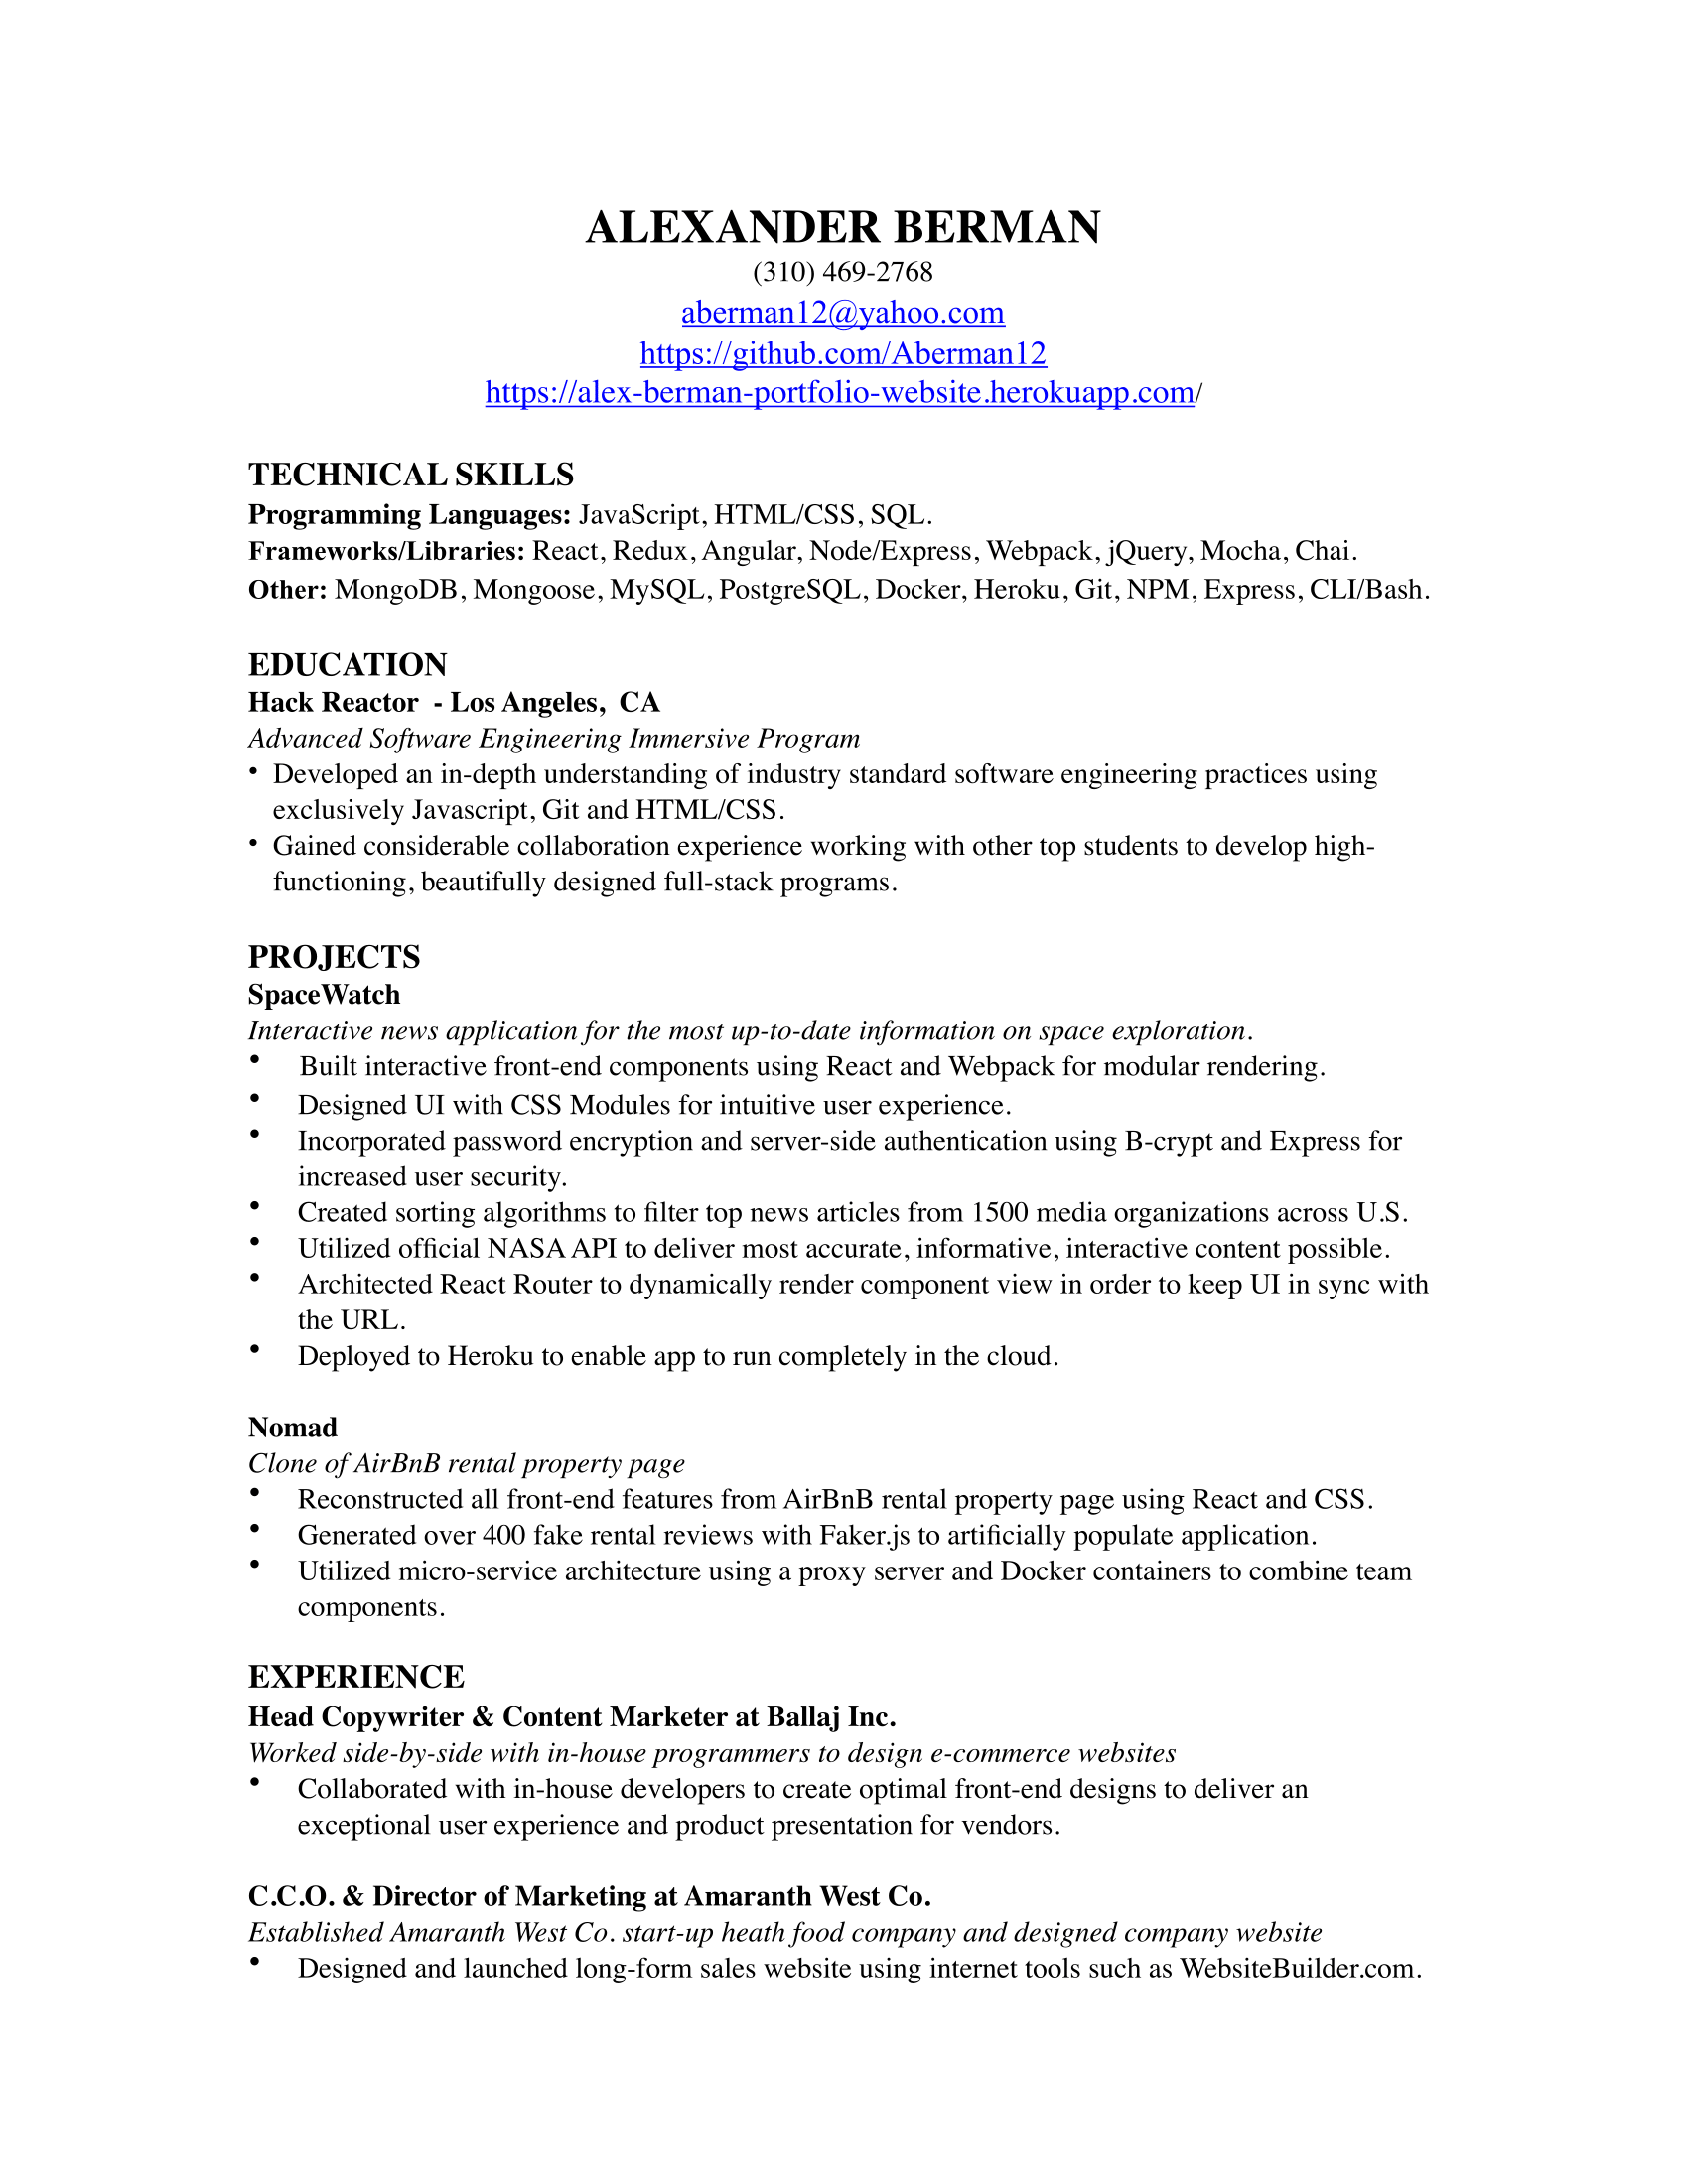 ALEXANDER BERMAN
(310) 469-2768
aberman12@yahoo.com
https://github.com/Aberman12
https://alex-berman-portfolio-website.herokuapp.com/
TECHNICAL SKILLS
Programming Languages: JavaScript, HTML/CSS, SQL.
Frameworks/Libraries: React, Redux, Angular, Node/Express, Webpack, jQuery, Mocha, Chai.
Other: MongoDB, Mongoose, MySQL, PostgreSQL, Docker, Heroku, Git, NPM, Express, CLI/Bash.
EDUCATION
Hack Reactor - Los Angeles, CA
Advanced Software Engineering Immersive Program
• Developed an in-depth understanding of industry standard software engineering practices using
exclusively Javascript, Git and HTML/CSS.
• Gained considerable collaboration experience working with other top students to develop high-
functioning, beautifully designed full-stack programs.
PROJECTS
SpaceWatch
Interactive news application for the most up-to-date information on space exploration.
• Built interactive front-end components using React and Webpack for modular rendering.
• Designed UI with CSS Modules for intuitive user experience.
• Incorporated password encryption and server-side authentication using B-crypt and Express for
increased user security.
• Created sorting algorithms to filter top news articles from 1500 media organizations across U.S.
• Utilized official NASA API to deliver most accurate, informative, interactive content possible.
• Architected React Router to dynamically render component view in order to keep UI in sync with
the URL.
• Deployed to Heroku to enable app to run completely in the cloud.
Nomad
Clone of AirBnB rental property page
• Reconstructed all front-end features from AirBnB rental property page using React and CSS.
• Generated over 400 fake rental reviews with Faker.js to artificially populate application.
• Utilized micro-service architecture using a proxy server and Docker containers to combine team
components.
EXPERIENCE
Head Copywriter & Content Marketer at Ballaj Inc.
Worked side-by-side with in-house programmers to design e-commerce websites
• Collaborated with in-house developers to create optimal front-end designs to deliver an
exceptional user experience and product presentation for vendors.
C.C.O. & Director of Marketing at Amaranth West Co.
Established Amaranth West Co. start-up heath food company and designed company website
• Designed and launched long-form sales website using internet tools such as WebsiteBuilder.com.